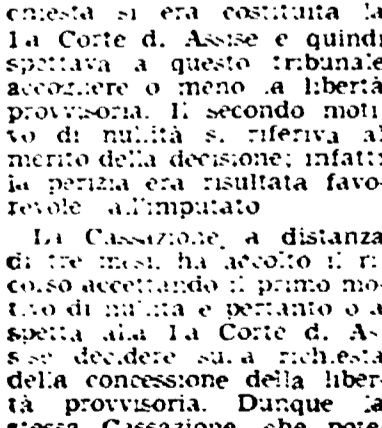 chiesta si era costituita la
1a Corte d. Assise e quindi
spettava a questo tribunale
accogliere o meno la libertà
provvisoria. Il secondo moti
vo di nullità si riferiva al
merito della decisione; infatti
la perizia era risultata favo-
revole all'imputato
La Cassazione, a distanza
di tre mesi, ha accolto il ri-
corso accettando il primo mo-
tivo di nullità e pertanto ora
spetta alla 1a Corte d. As-
sise decidere sulla richiesta
della concessione della liber-
tà provvisoria. Dunque la
stessa Cassazione, che pote-